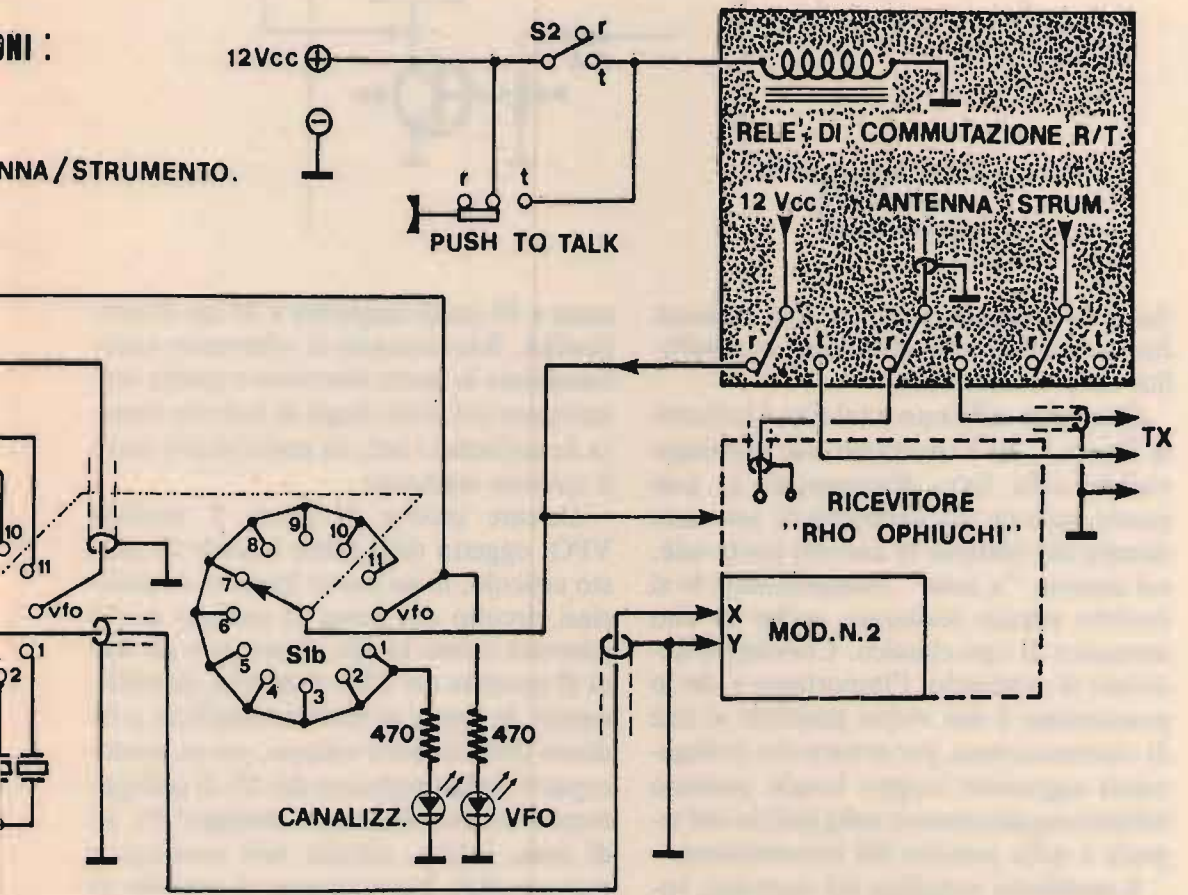 12Vcc
S2 r
t
r t
PUSH TO TALK
RELE' DI COMMUTAZIONE R/T
12 Vcc ANTENNA STRUM.
r t r t r t
NNA/STRUMENTO.
TX
RICEVITORE
"RHO OPHIUCHI"
X
Y
MOD.N.2
10
11
vfo
1
2
9
8 10
7 11
6 vfo
S1b
5 1
4 2
3
470 470
CANALIZZ. VFO